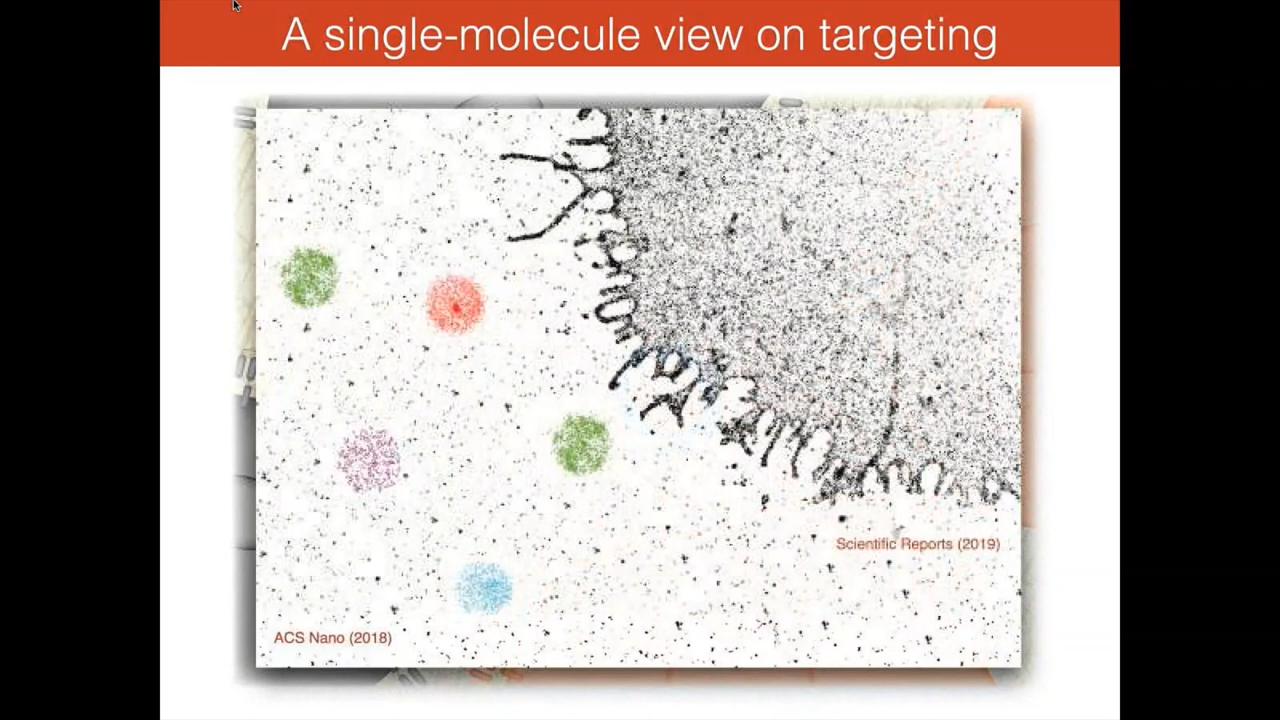 A single-molecule view on targeting
Scientific Reports (2019)
ACS Nano (2018)